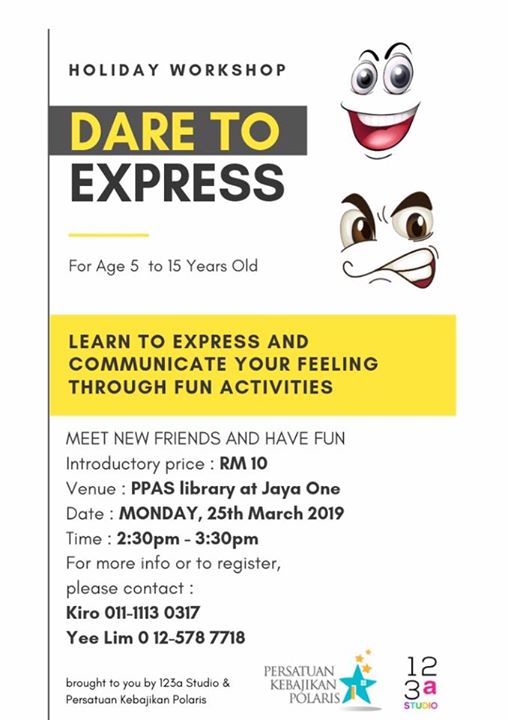 HOLIDAY WORKSHOP
DARE TO
EXPRESS
For Age 5 to 15 Years Old
LEARN TO EXPRESS AND
COMMUNICATE YOUR FEELING
THROUGH FUN ACTIVITIES
MEET NEW FRIENDS AND HAVE FUN
Introductory price : RM 10
Venue : PPAS library at Jaya One
Date : MONDAY, 25th March 2019
Time : 2:30pm - 3:30pm
For more info or to register,
please contact :
Kiro 011-1113 0317
Yee Lim 0 12-578 7718
brought to you by 123a Studio &
Persatuan Kebajikan Polaris
PERSATUAN
KEBAJIKAN
POLARIS
12
3a
STUDIO